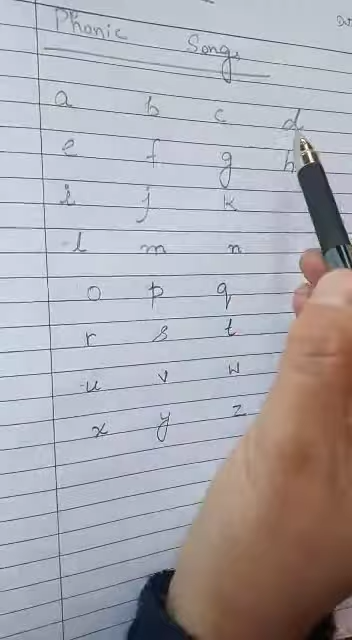 Phonic Song,
a b c d
e f g h
i j k
l m n
o p q
r s t
u v w
x y z